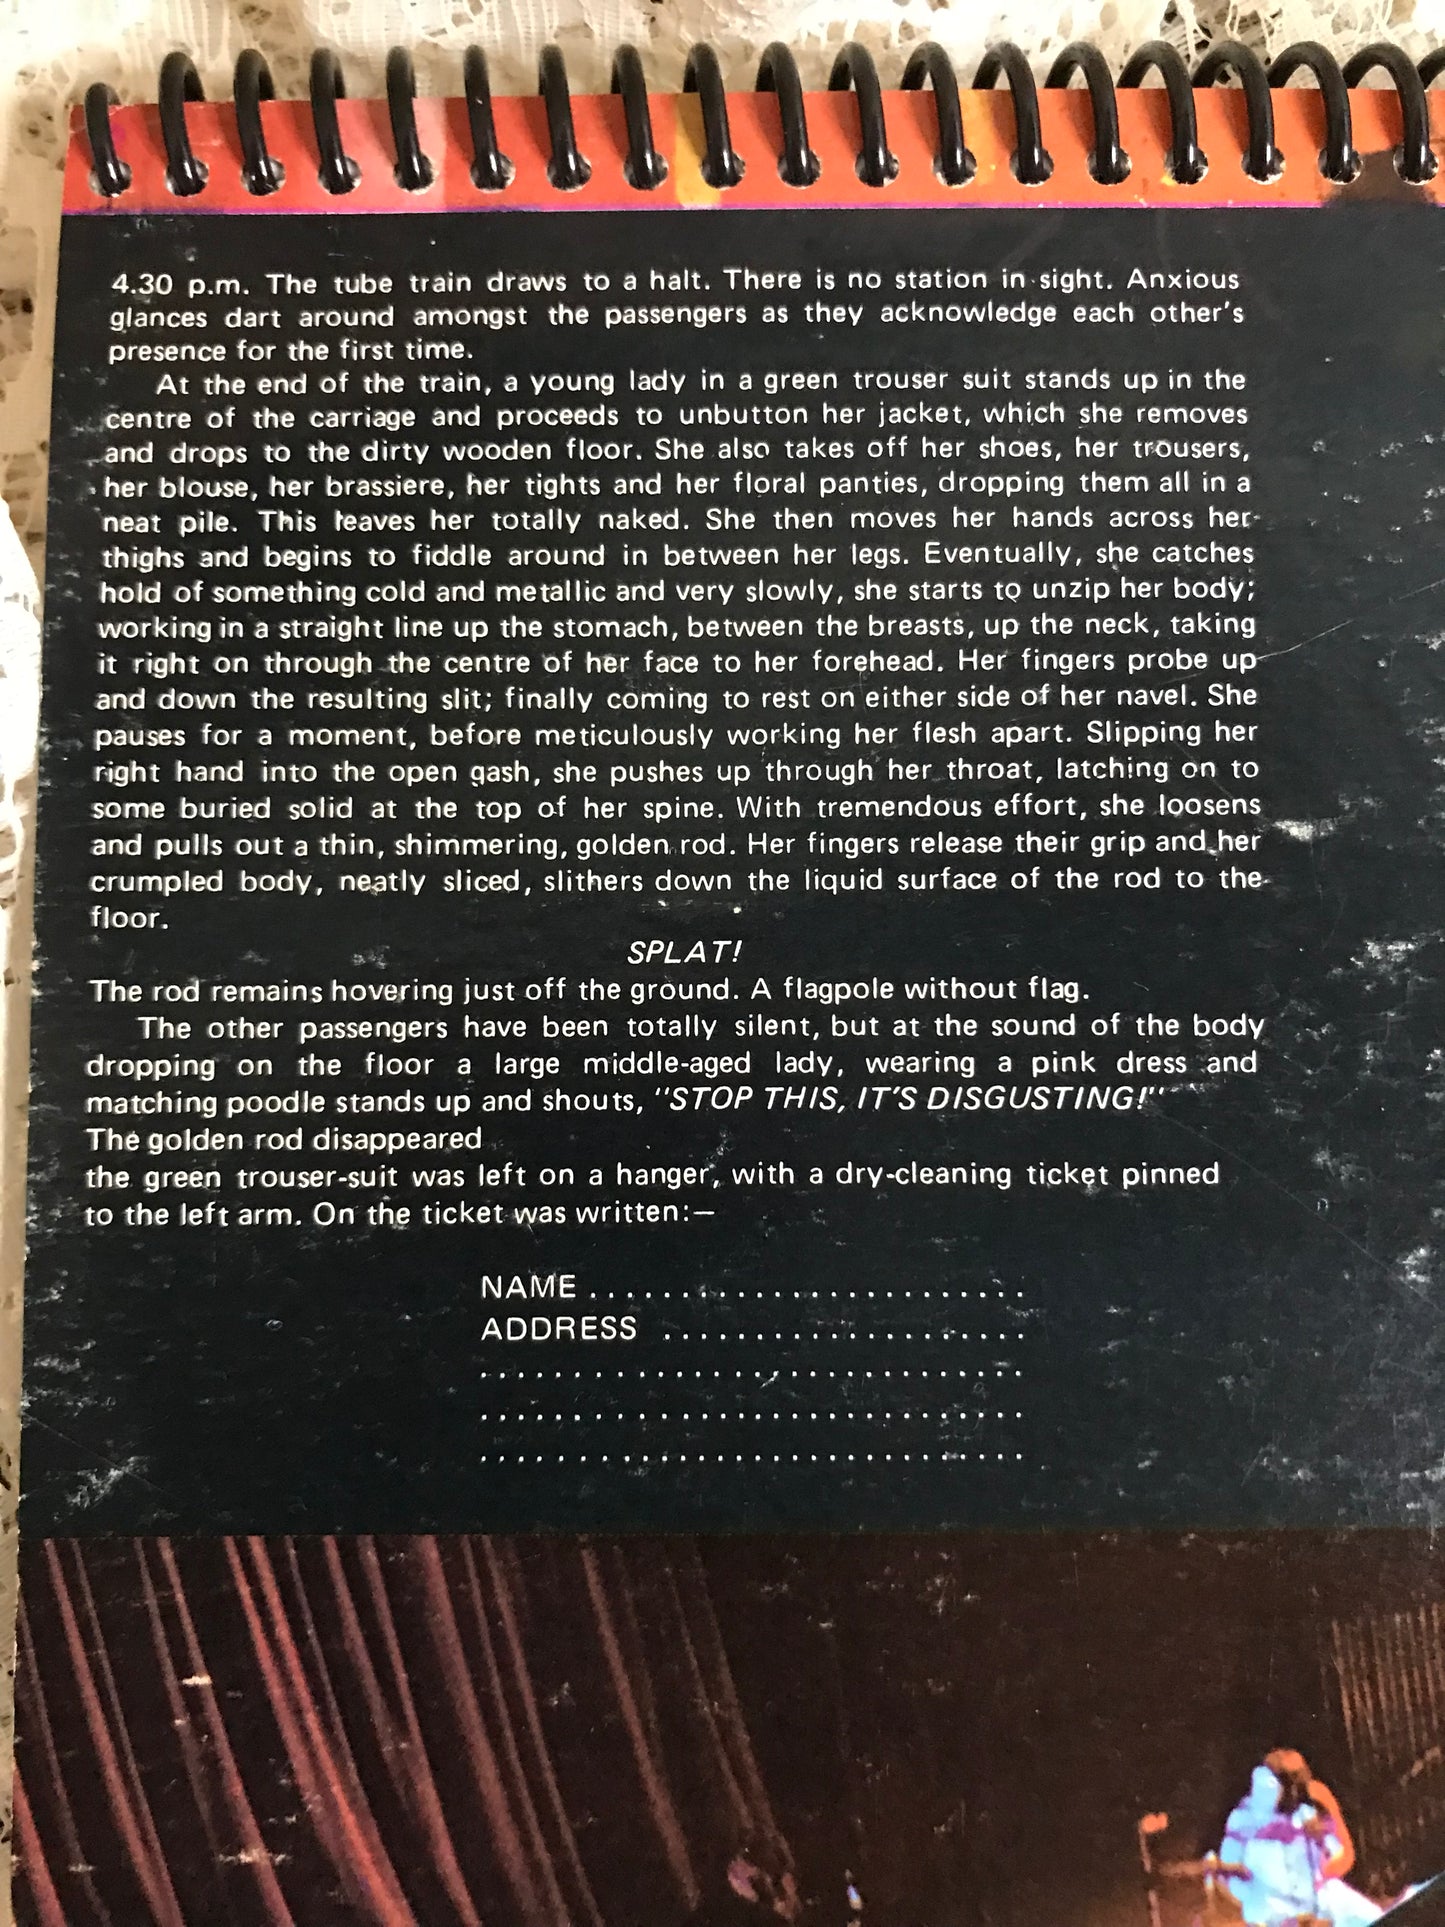 4.30 p.m. The tube train draws to a halt. There is no station in sight. Anxious
glances dart around amongst the passengers as they acknowledge each other's
presence for the first time.
At the end of the train, a young lady in a green trouser suit stands up in the
centre of the carriage and proceeds to unbutton her jacket, which she removes
and drops to the dirty wooden floor. She also takes off her shoes, her trousers,
her blouse, her brassiere, her tights and her floral panties, dropping them all in a
neat pile. This leaves her totally naked. She then moves her hands across her
thighs and begins to fiddle around in between her legs. Eventually, she catches
hold of something cold and metallic and very slowly, she starts to unzip her body;
working in a straight line up the stomach, between the breasts, up the neck, taking
it right on through the centre of her face to her forehead. Her fingers probe up
and down the resulting slit; finally coming to rest on either side of her navel. She
pauses for a moment, before meticulously working her flesh apart. Slipping her
right hand into the open gash, she pushes up through her throat, latching on to
some buried solid at the top of her spine. With tremendous effort, she loosens
and pulls out a thin, shimmering, golden rod. Her fingers release their grip and her
crumpled body, neatly sliced, slithers down the liquid surface of the rod to the
floor.
SPLAT!
The rod remains hovering just off the ground. A flagpole without flag.
The other passengers have been totally silent, but at the sound of the body
dropping on the floor a large middle-aged lady, wearing a pink dress and
matching poodle stands up and shouts, "STOP THIS, IT'S DISGUSTING!"
The golden rod disappeared
the green trouser-suit was left on a hanger, with a dry-cleaning ticket pinned
to the left arm. On the ticket was written:—
NAME . . . . . . . . . . . . . . . . . . . . . . . . .
ADDRESS . . . . . . . . . . . . . . . . . . . . .
. . . . . . . . . . . . . . . . . . . . . . . . . . . . . .
. . . . . . . . . . . . . . . . . . . . . . . . . . . . . .
. . . . . . . . . . . . . . . . . . . . . . . . . . . . . .